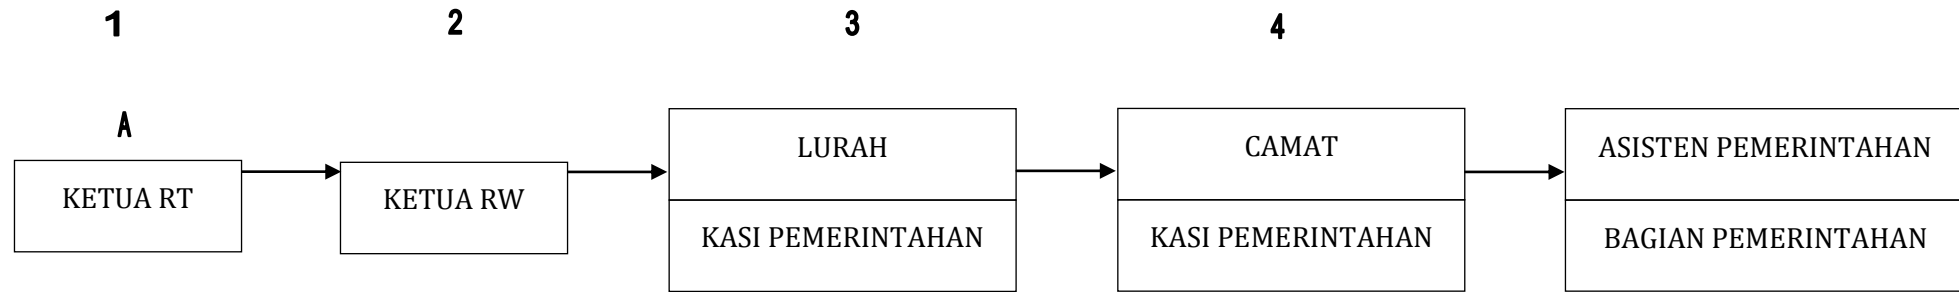 1
2
3
4
A
KETUA RT
KETUA RW
LURAH
KASI PEMERINTAHAN
CAMAT
KASI PEMERINTAHAN
ASISTEN PEMERINTAHAN
BAGIAN PEMERINTAHAN